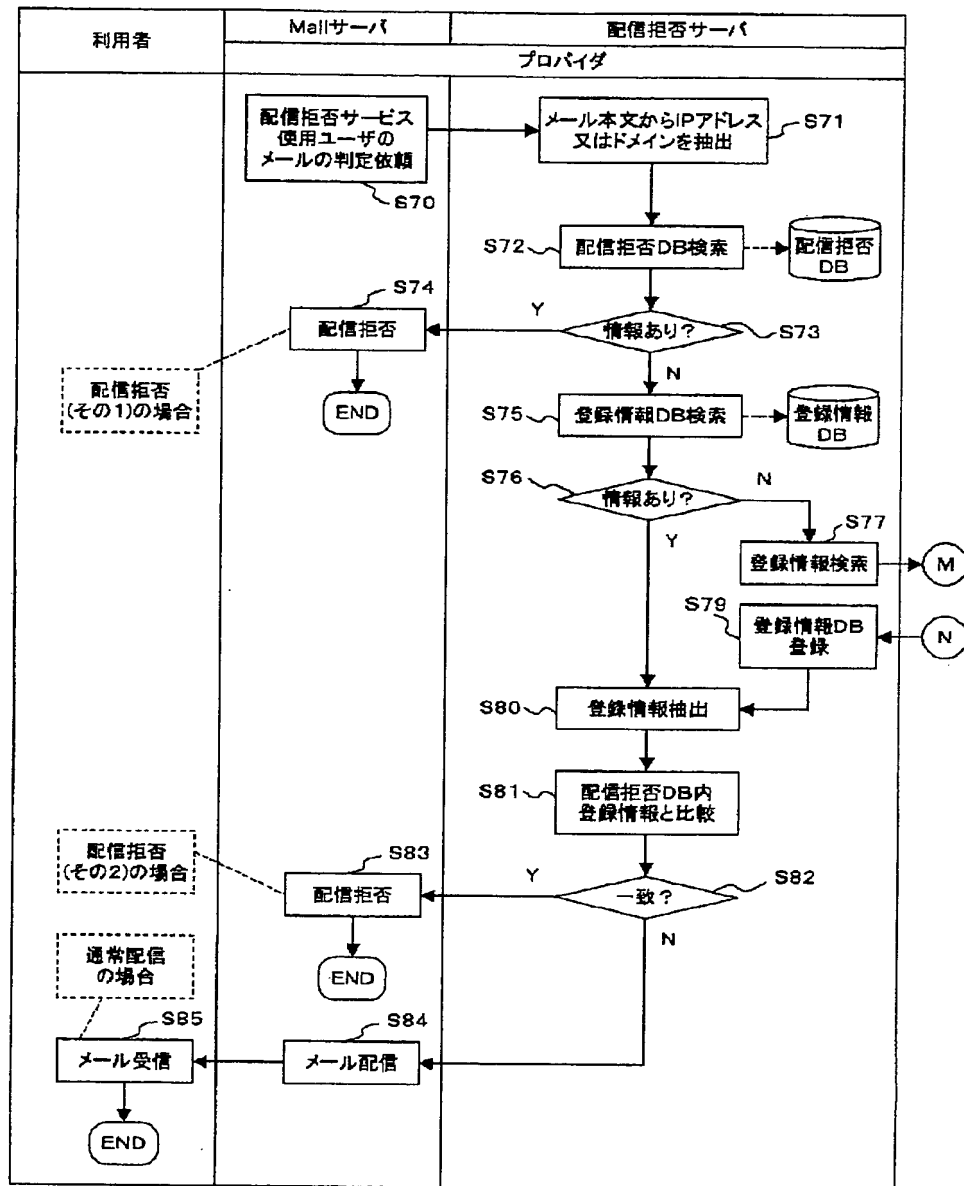 利用者
Mailサーバ
配信拒否サーバ
プロバイダ
配信拒否サービス
使用ユーザの
メールの判定依頼
S70
メール本文からIPアドレス
又はドメインを抽出
S71
S72
配信拒否DB検索
配信拒否
DB
S74
配信拒否
Y
情報あり?
S73
配信拒否
(その1)の場合
END
N
S75
登録情報DB検索
登録情報
DB
S76
情報あり?
N
Y
S77
登録情報検索
M
S79
登録情報DB
登録
N
S80
登録情報抽出
S81
配信拒否DB内
登録情報と比較
配信拒否
(その2)の場合
S83
配信拒否
Y
一致?
S82
N
END
通常配信
の場合
S85
メール受信
S84
メール配信
END